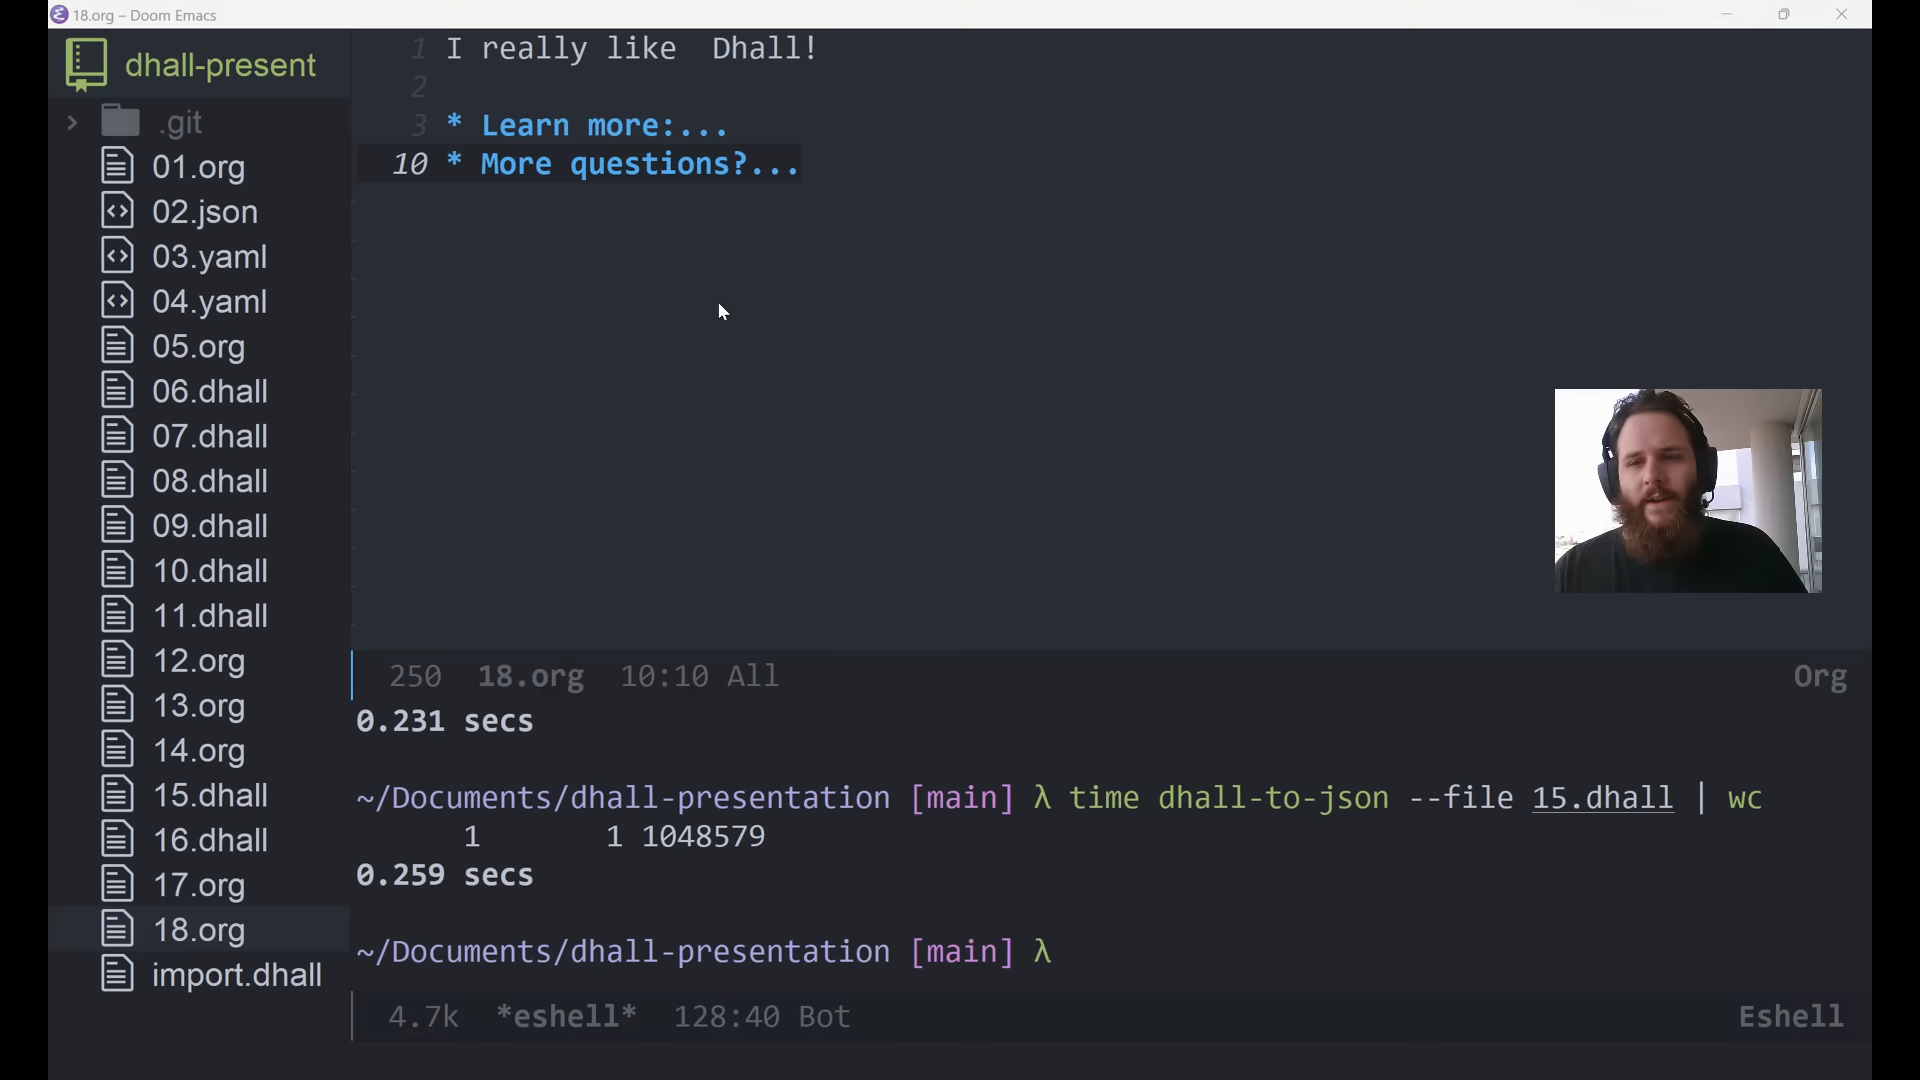 18.org – Doom Emacs
dhall-present
.git
01.org
02.json
03.yaml
04.yaml
05.org
06.dhall
07.dhall
08.dhall
09.dhall
10.dhall
11.dhall
12.org
13.org
14.org
15.dhall
16.dhall
17.org
18.org
import.dhall
1 I really like  Dhall!
2
3 * Learn more:...
10 * More questions?...
250 18.org 10:10 All Org
0.231 secs
~/Documents/dhall-presentation [main] λ time dhall-to-json --file 15.dhall | wc
1 1 1048579
0.259 secs
~/Documents/dhall-presentation [main] λ
4.7k *eshell* 128:40 Bot Eshell